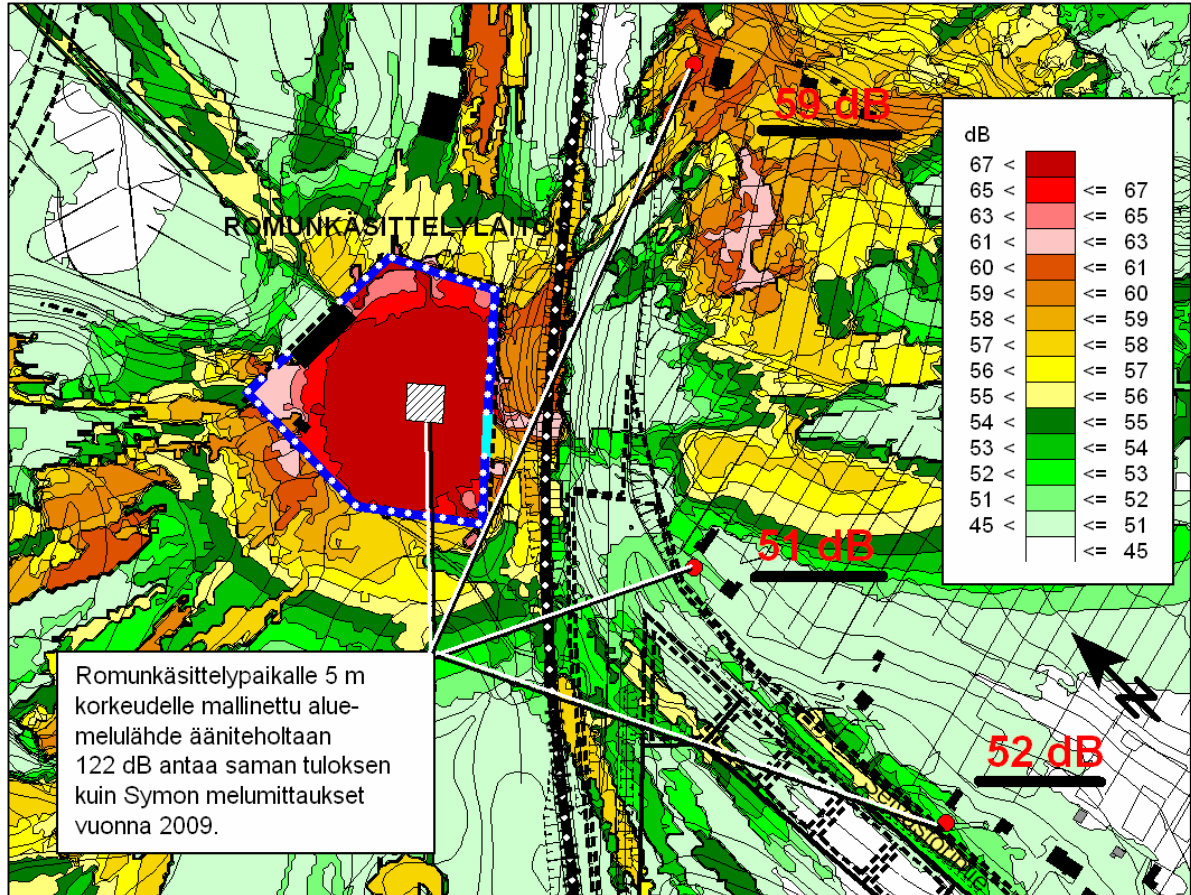 59 dB
ROMUNKÄSITTELYLAITOS
dB
67 <
65 < <= 67
63 < <= 65
61 < <= 63
60 < <= 61
59 < <= 60
58 < <= 59
57 < <= 58
56 < <= 57
55 < <= 56
54 < <= 55
53 < <= 54
52 < <= 53
51 < <= 52
45 < <= 51
<= 45
51 dB
Romunkäsittelypaikalle 5 m
korkeudelle mallinettu alue-
melulähde ääniteholtaan
122 dB antaa saman tuloksen
kuin Symon melumittaukset
vuonna 2009.
N
52 dB